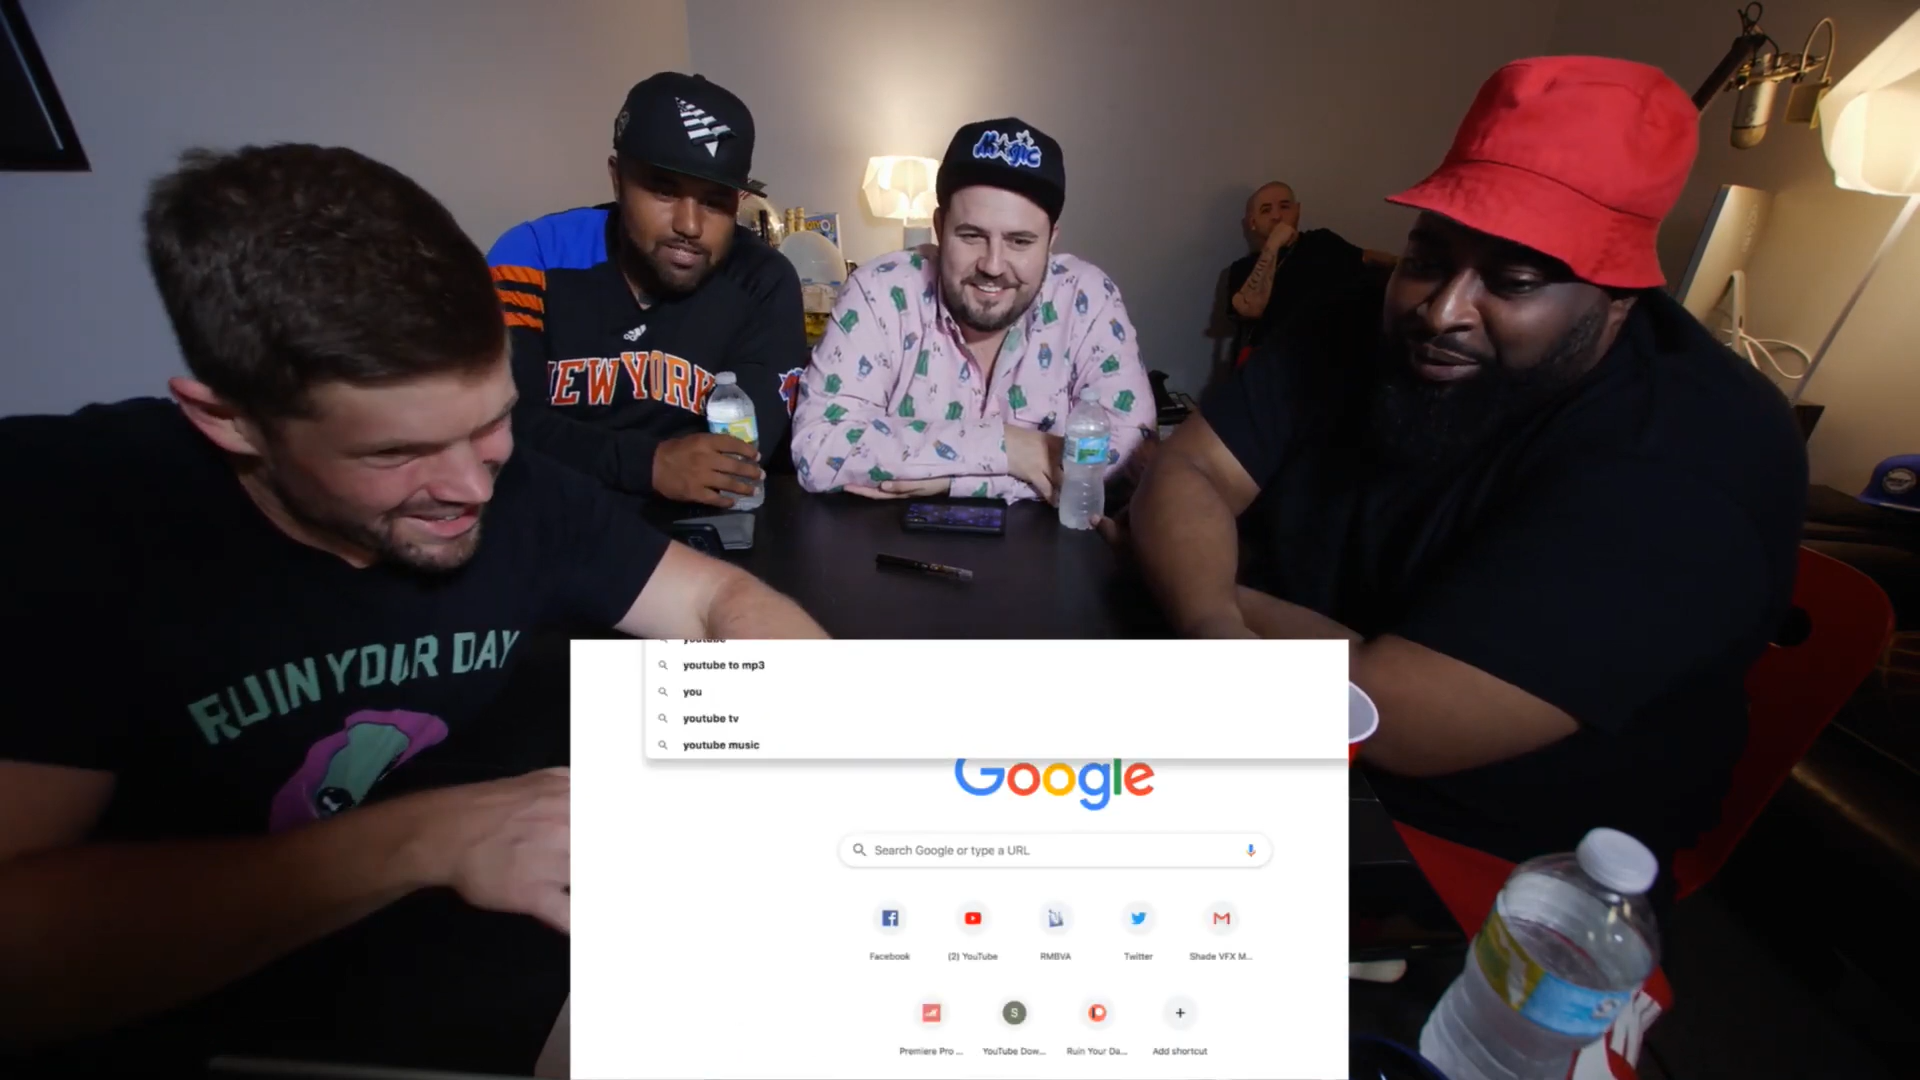 Magic
NEW YORK
RUIN YOUR DAY
youtube
youtube to mp3
you
youtube tv
youtube music
Google
Search Google or type a URL
Facebook
(2) YouTube
RMBVA
Twitter
Shade VFX M...
S
Premiere Pro ...
YouTube Dow...
Ruin Your Da...
Add shortcut